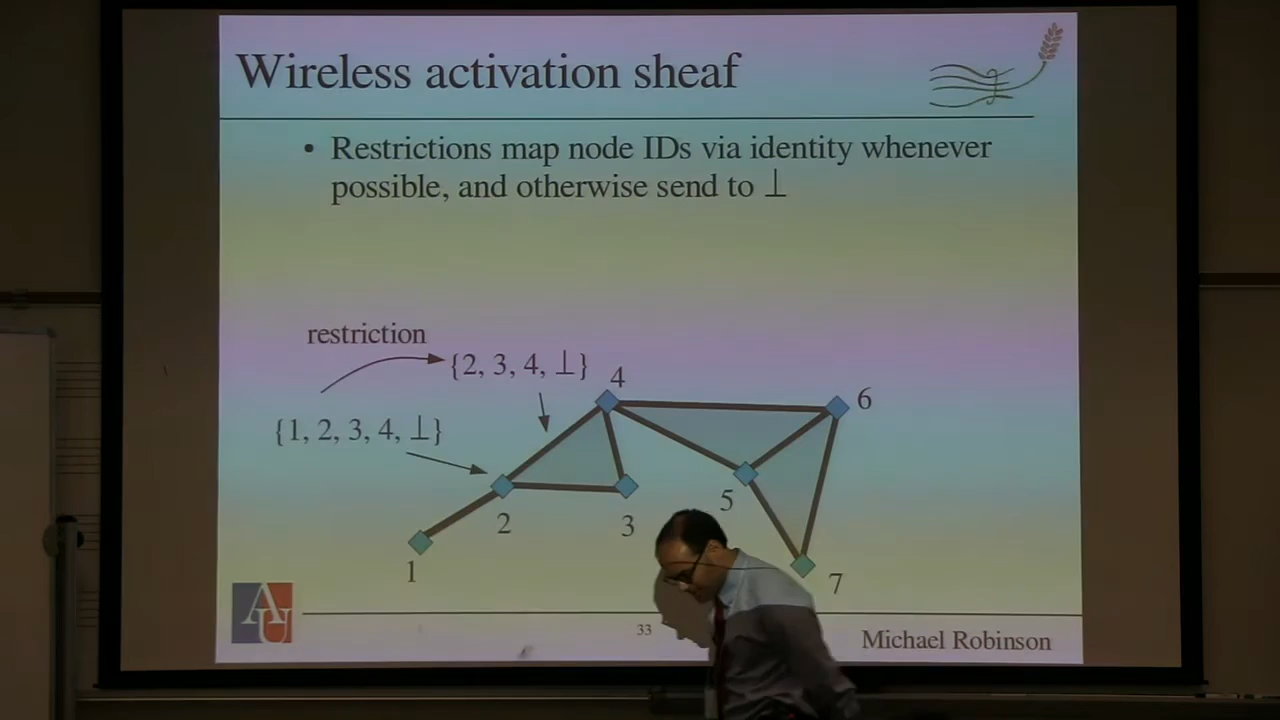 Wireless activation sheaf
• Restrictions map node IDs via identity whenever
possible, and otherwise send to ⊥
restriction
{2, 3, 4, ⊥}
4
6
{1, 2, 3, 4, ⊥}
5
2
3
1
7
AU
33
Michael Robinson